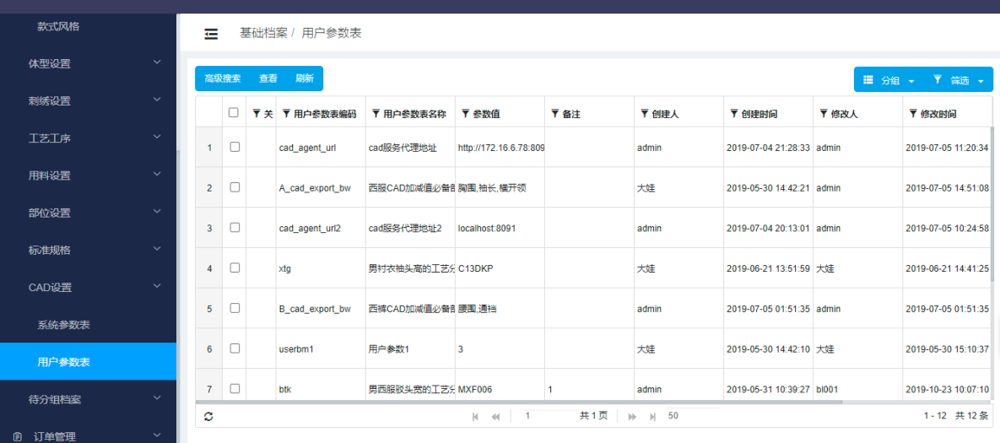 款式风格
体型设置
刺绣设置
工艺工序
用料设置
部位设置
标准规格
CAD设置
系统参数表
用户参数表
待分组档案
订单管理
基础档案 / 用户参数表
高级搜索 查看 刷新
分组 筛选
关 用户参数表编码 用户参数表名称 参数值 备注 创建人 创建时间 修改人 修改时间
1 cad_agent_url cad服务代理地址 http://172.16.6.78:809 admin 2019-07-04 21:28:33 admin 2019-07-05 11:20:34
2 A_cad_export_bw 西服CAD加减值必备部 胸围,袖长,横开领 大娃 2019-05-30 14:42:21 admin 2019-07-05 14:51:08
3 cad_agent_url2 cad服务代理地址2 localhost:8091 admin 2019-07-04 20:13:01 admin 2019-07-05 10:24:58
4 xtg 男衬衣袖头高的工艺分 C13DKP 大娃 2019-06-21 13:51:59 大娃 2019-06-21 14:41:25
5 B_cad_export_bw 西裤CAD加减值必备部 腰围,通裆 admin 2019-07-05 01:51:35 admin 2019-07-05 01:51:35
6 userbm1 用户参数1 3 大娃 2019-05-30 14:42:10 大娃 2019-05-30 15:10:37
7 btk 男西服驳头宽的工艺分 MXF006 1 admin 2019-05-31 10:39:27 bl001 2019-10-23 10:07:10
1 共 1 页 50 1 - 12 共 12 条